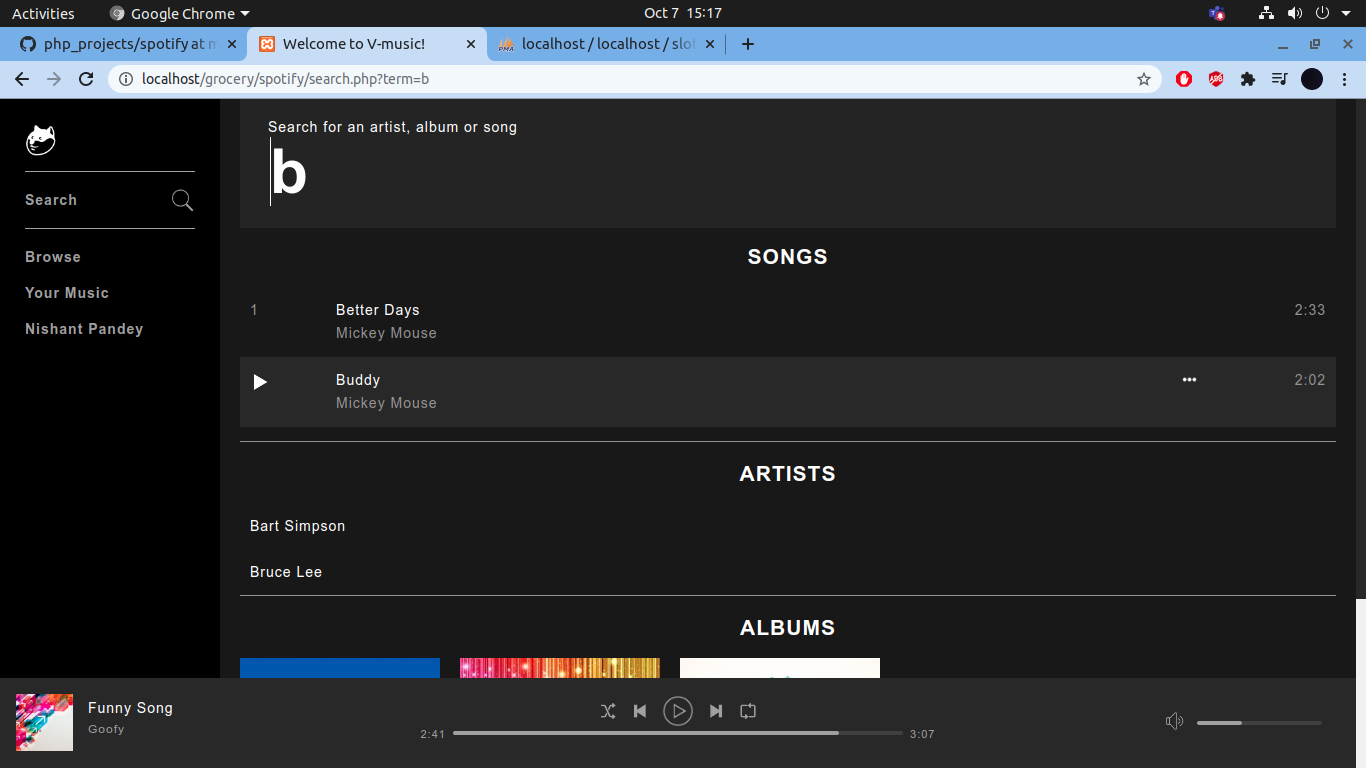 Activities
Google Chrome
Oct 7 15:17
php_projects/spotify at m
Welcome to V-music!
localhost / localhost / slo
localhost/grocery/spotify/search.php?term=b
Search
Browse
Your Music
Nishant Pandey
Search for an artist, album or song
b
SONGS
1 Better Days 2:33
Mickey Mouse
Buddy ••• 2:02
Mickey Mouse
ARTISTS
Bart Simpson
Bruce Lee
ALBUMS
Funny Song
Goofy
2:41 3:07